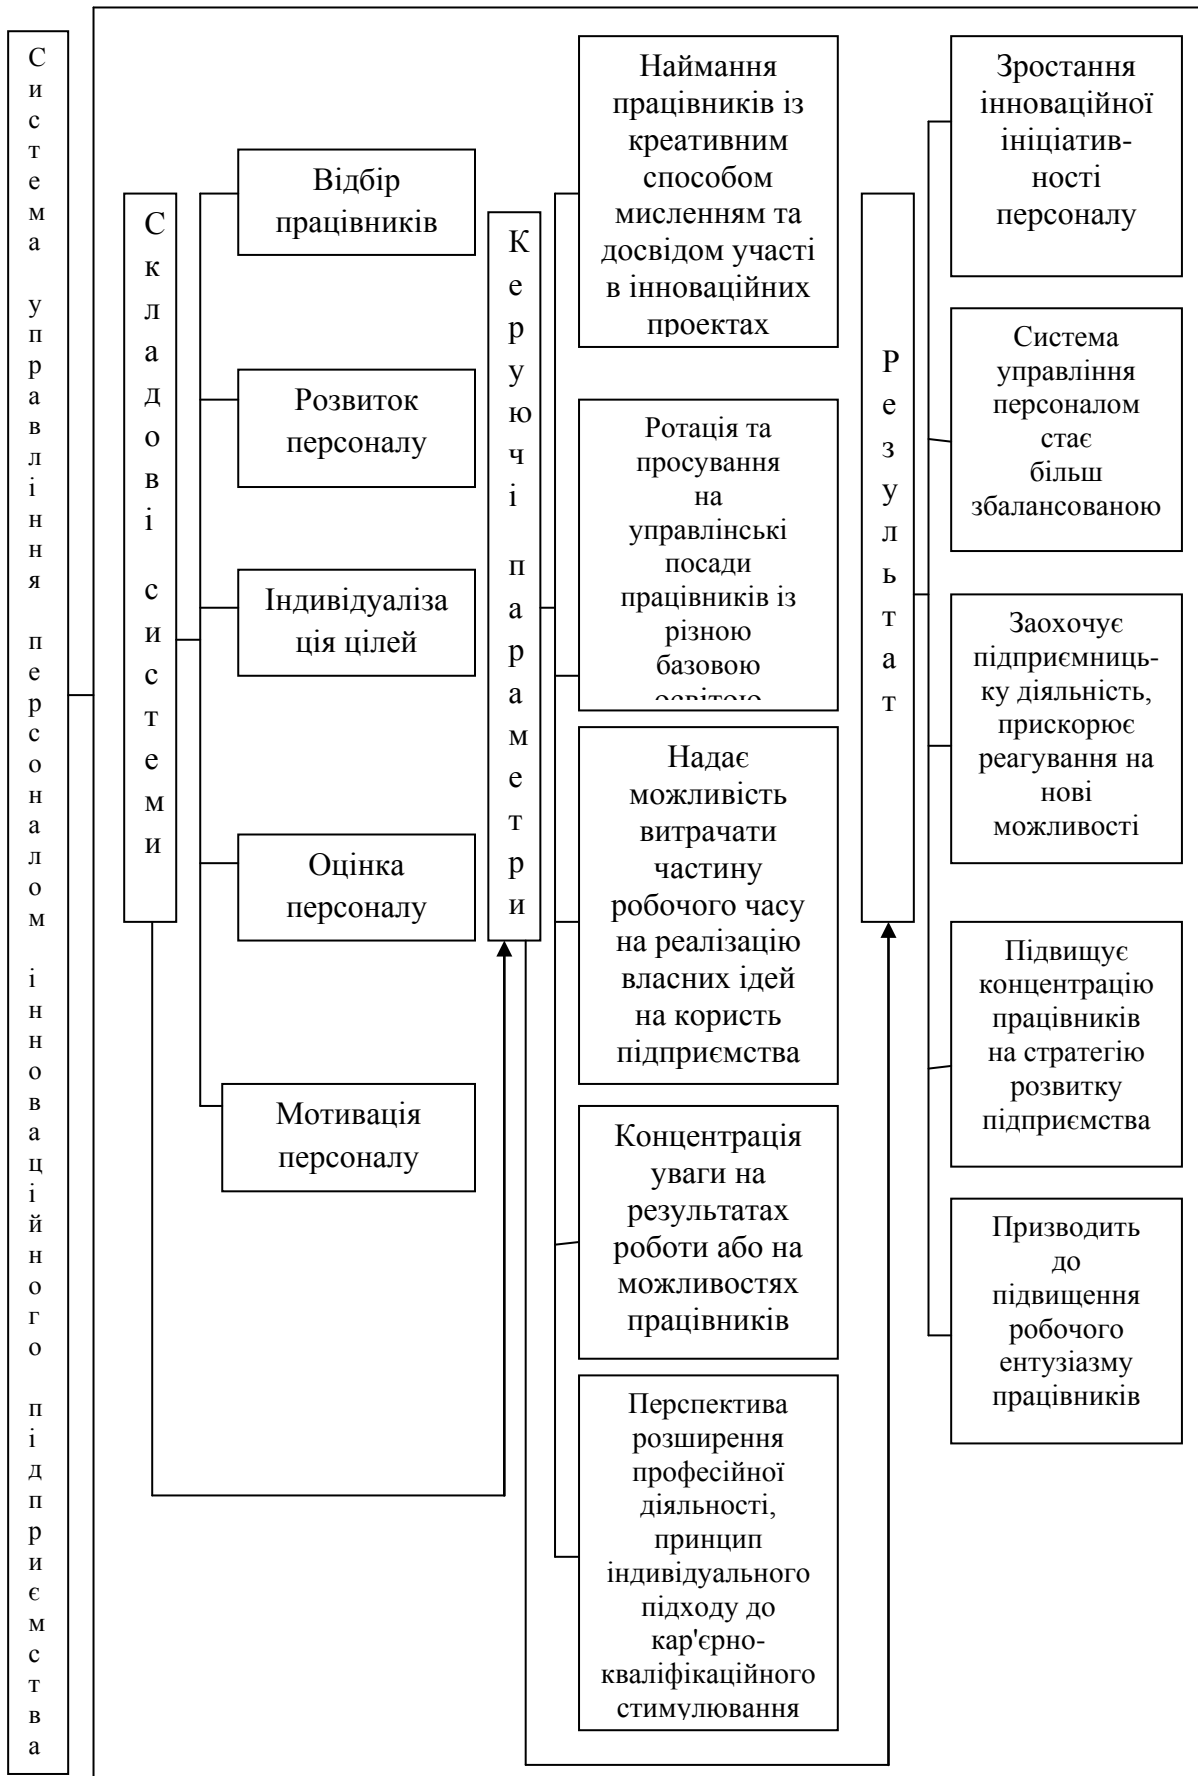 Система управління персоналом інноваційного підприємства
Складові системи
Відбір
працівників
Розвиток
персоналу
Індивідуаліза
ція цілей
Оцінка
персоналу
Мотивація
персоналу
Керуючі параметри
Наймання
працівників із
креативним
способом
мисленням та
досвідом участі
в інноваційних
проектах
Ротація та
просування
на
управлінські
посади
працівників із
різною
базовою
освітою
Надає
можливість
витрачати
частину
робочого часу
на реалізацію
власних ідей
на користь
підприємства
Концентрація
уваги на
результатах
роботи або на
можливостях
працівників
Перспектива
розширення
професійної
діяльності,
принцип
індивідуального
підходу до
кар'єрно-
кваліфікаційного
стимулювання
Результат
Зростання
інноваційної
ініціатив-
ності
персоналу
Система
управління
персоналом
стає
більш
збалансованою
Заохочує
підприємниць-
ку діяльність,
прискорює
реагування на
нові
можливості
Підвищує
концентрацію
працівників
на стратегію
розвитку
підприємства
Призводить
до
підвищення
робочого
ентузіазму
працівників